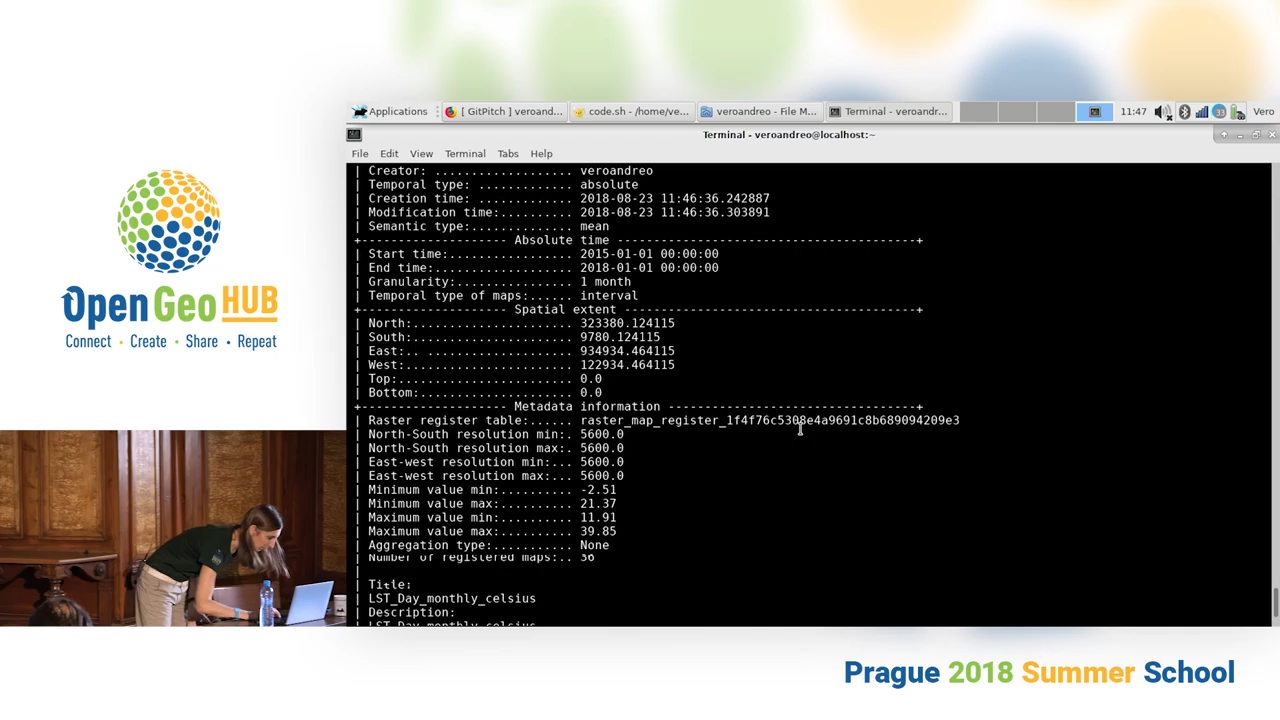 Applications
[ GitPitch ] veroand...
code.sh - /home/ve...
veroandreo - File M...
Terminal - veroandr...
11:47
33
Vero
Terminal - veroandreo@localhost:~
File Edit View Terminal Tabs Help
| Creator: ................... veroandreo
| Temporal type: ............. absolute
| Creation time: ............. 2018-08-23 11:46:36.242887
| Modification time:.......... 2018-08-23 11:46:36.303891
| Semantic type:.............. mean
+-------------------- Absolute time -----------------------------------------+
| Start time:................. 2015-01-01 00:00:00
| End time:................... 2018-01-01 00:00:00
| Granularity:................ 1 month
| Temporal type of maps:...... interval
+-------------------- Spatial extent ----------------------------------------+
| North:...................... 323380.124115
| South:...................... 9780.124115
| East:.. .................... 934934.464115
| West:....................... 122934.464115
| Top:........................ 0.0
| Bottom:..................... 0.0
+-------------------- Metadata information ----------------------------------+
| Raster register table:...... raster_map_register_1f4f76c5308e4a9691c8b689094209e3
| North-South resolution min:. 5600.0
| North-South resolution max:. 5600.0
| East-west resolution min:... 5600.0
| East-west resolution max:... 5600.0
| Minimum value min:.......... -2.51
| Minimum value max:.......... 21.37
| Maximum value min:.......... 11.91
| Maximum value max:.......... 39.85
| Aggregation type:........... None
| Number of registered maps:.. 36
|
| Title:
| LST_Day_monthly_celsius
| Description:
| LST_Day_monthly_celsius
OpenGeoHUB
Connect • Create • Share • Repeat
Prague 2018 Summer School